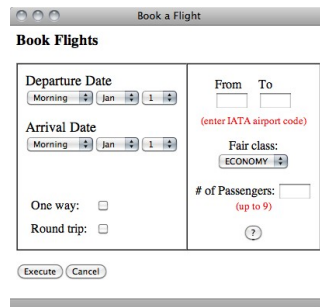 Book a Flight
Book Flights
Departure Date
Morning Jan 1
Arrival Date
Morning Jan 1
One way:
Round trip:
From To
(enter IATA airport code)
Fair class:
ECONOMY
# of Passengers:
(up to 9)
?
Execute Cancel